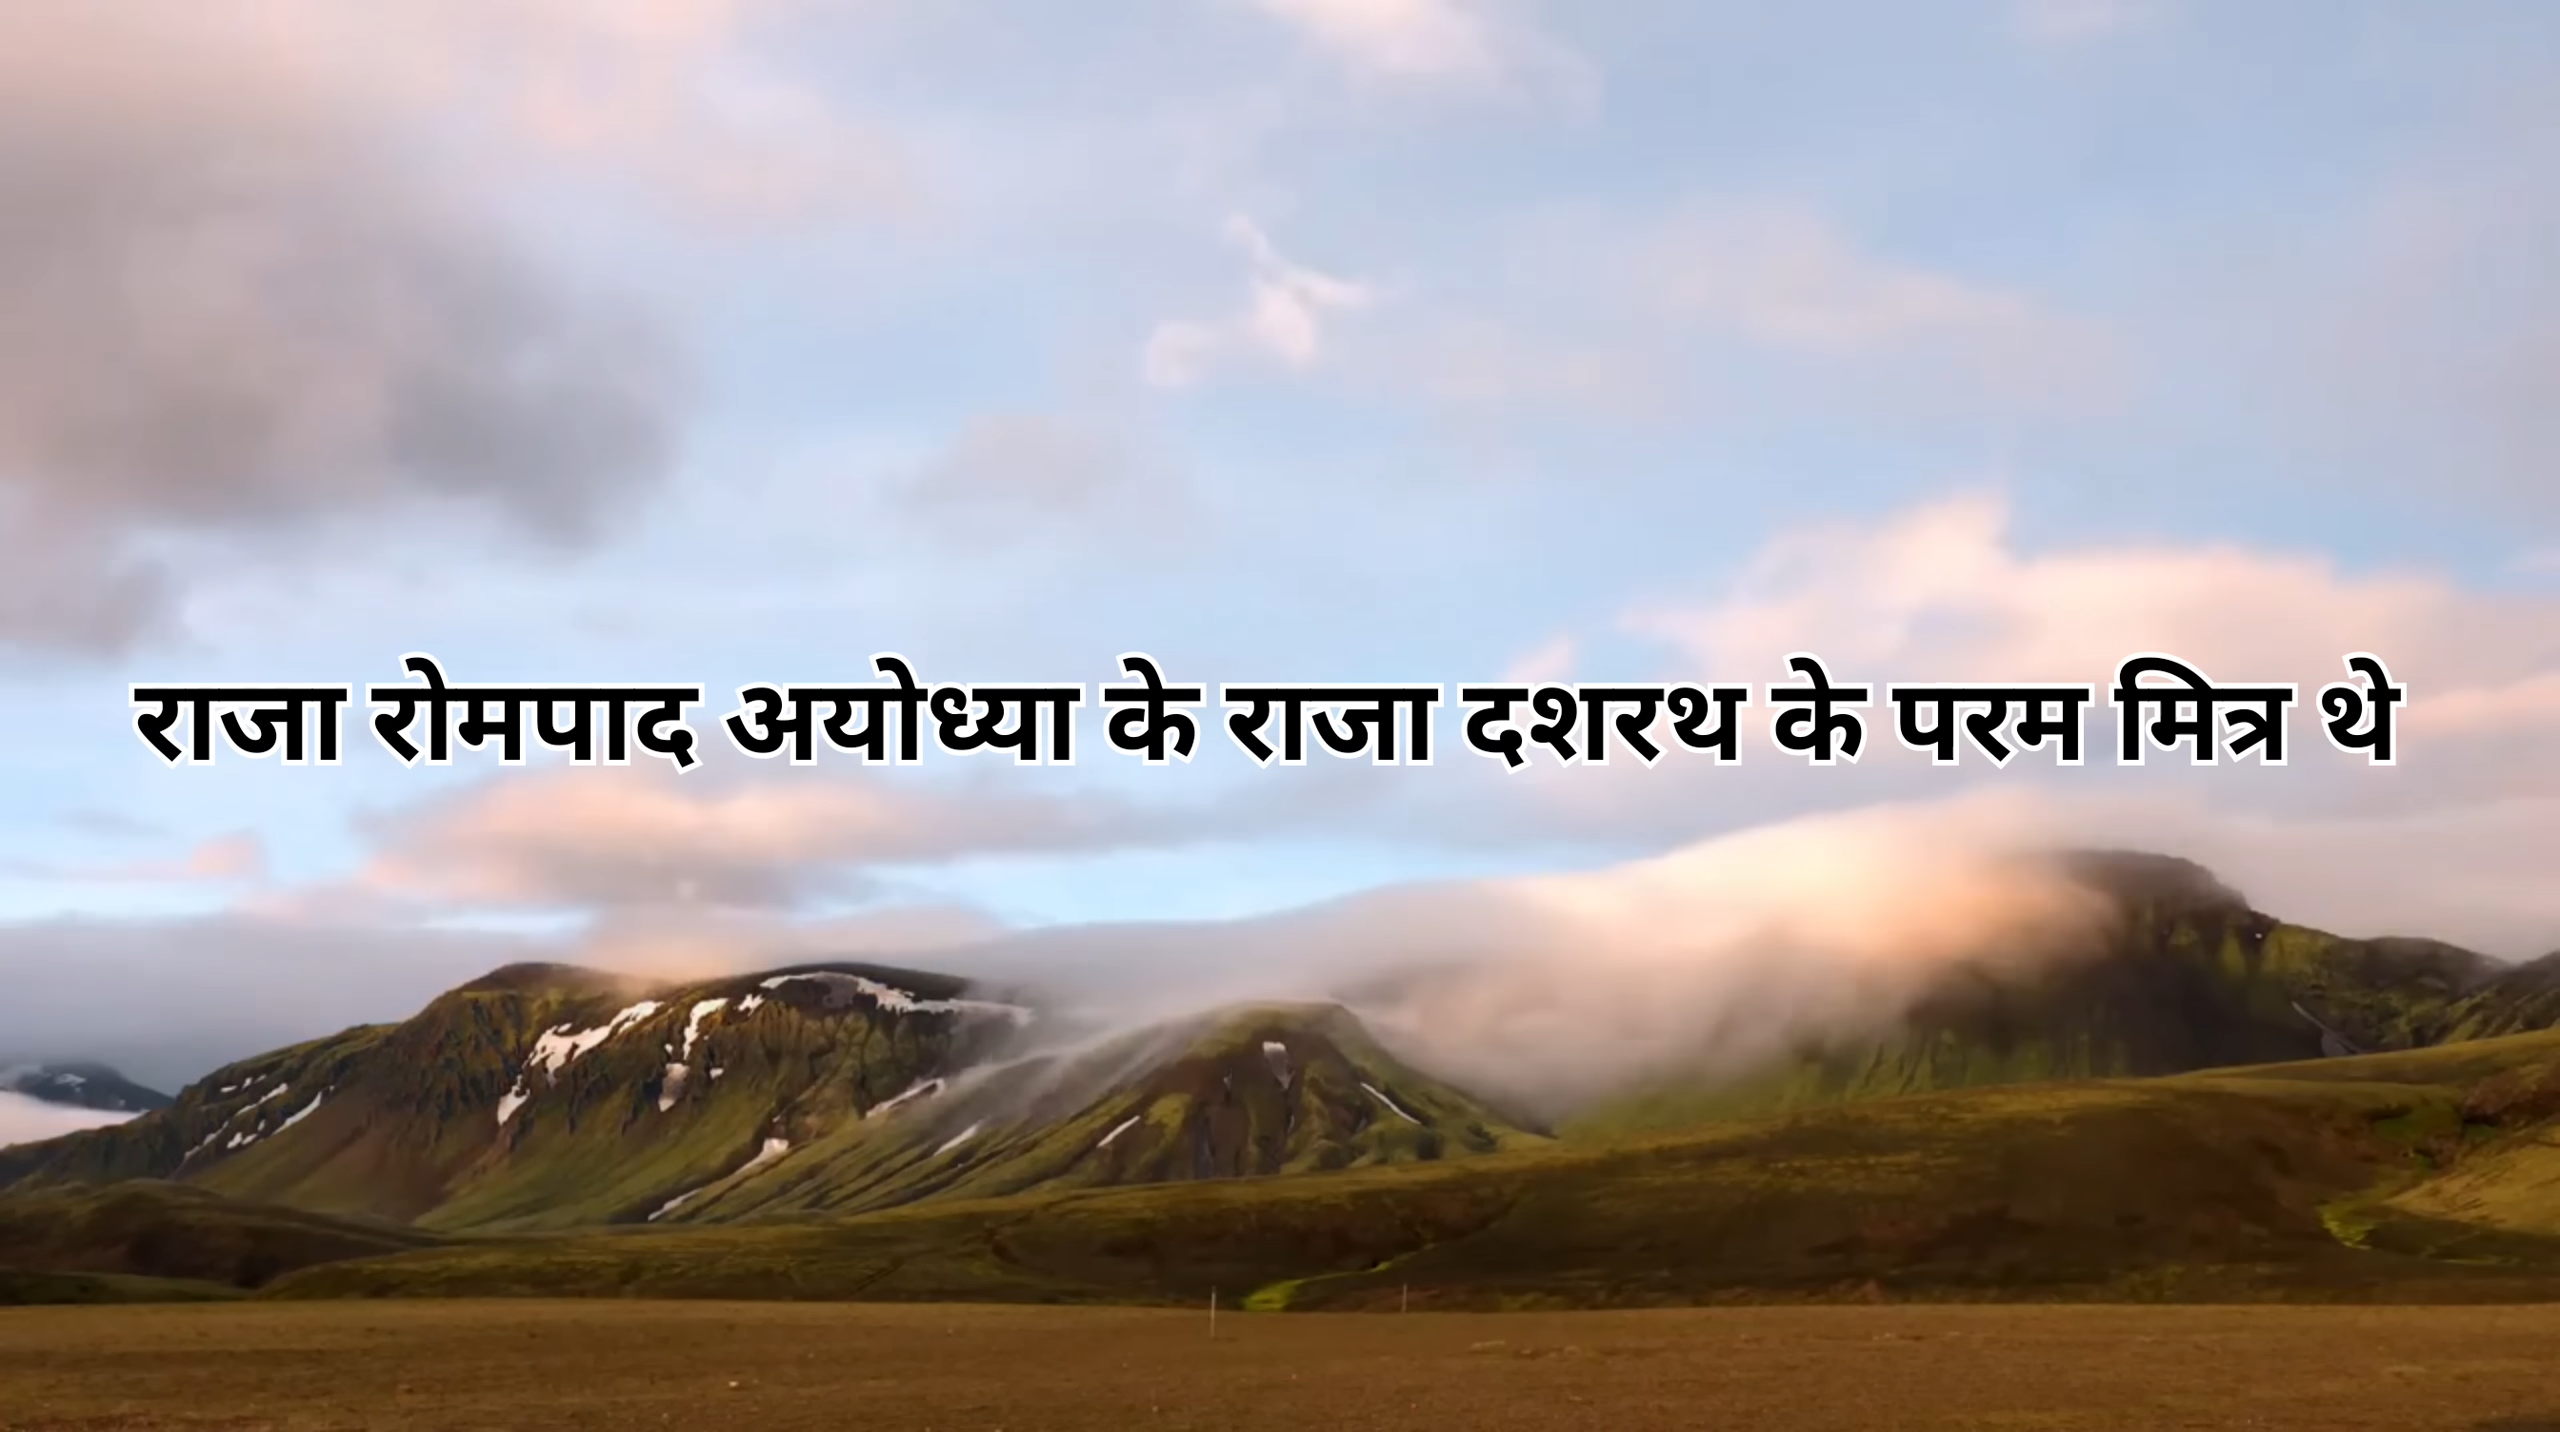 राजा रोमपाद अयोध्या के राजा दशरथ के परम मित्र थे